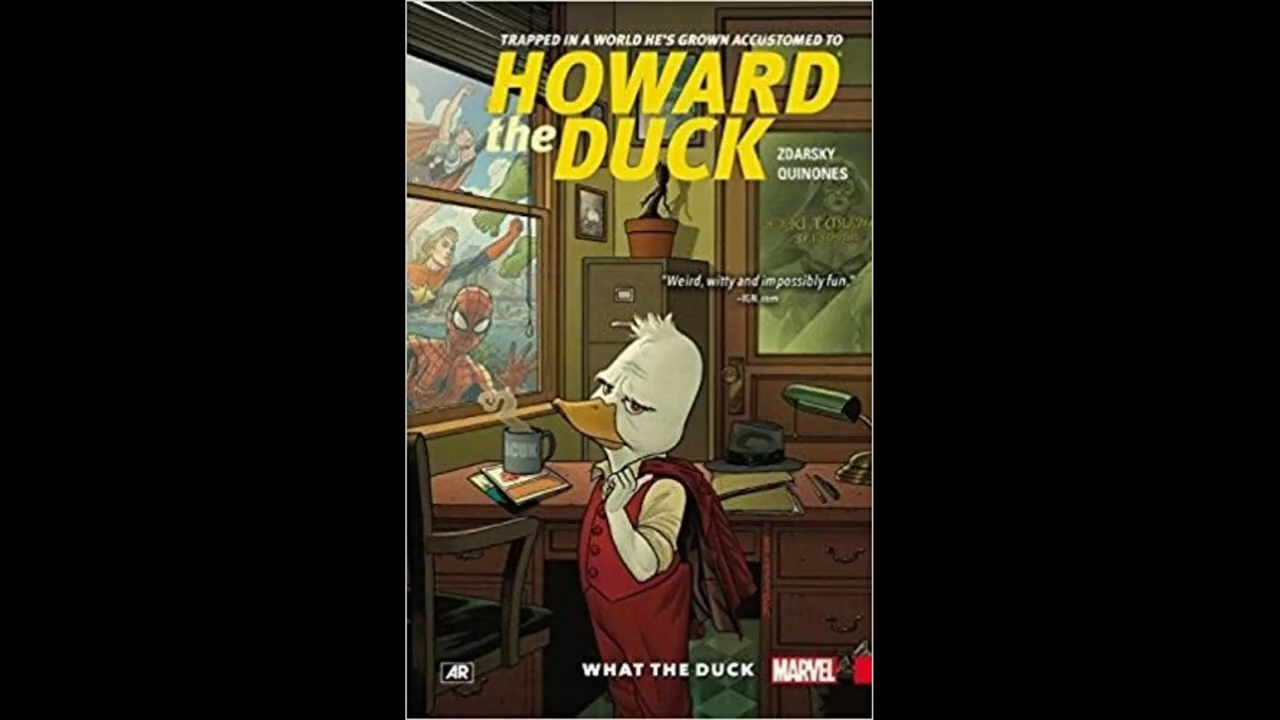 TRAPPED IN A WORLD HE'S GROWN ACCUSTOMED TO
HOWARD
the DUCK
ZDARSKY
QUINONES
"Weird, witty and impossibly fun."
–IGN.com
WHAT THE DUCK
MARVEL
AR